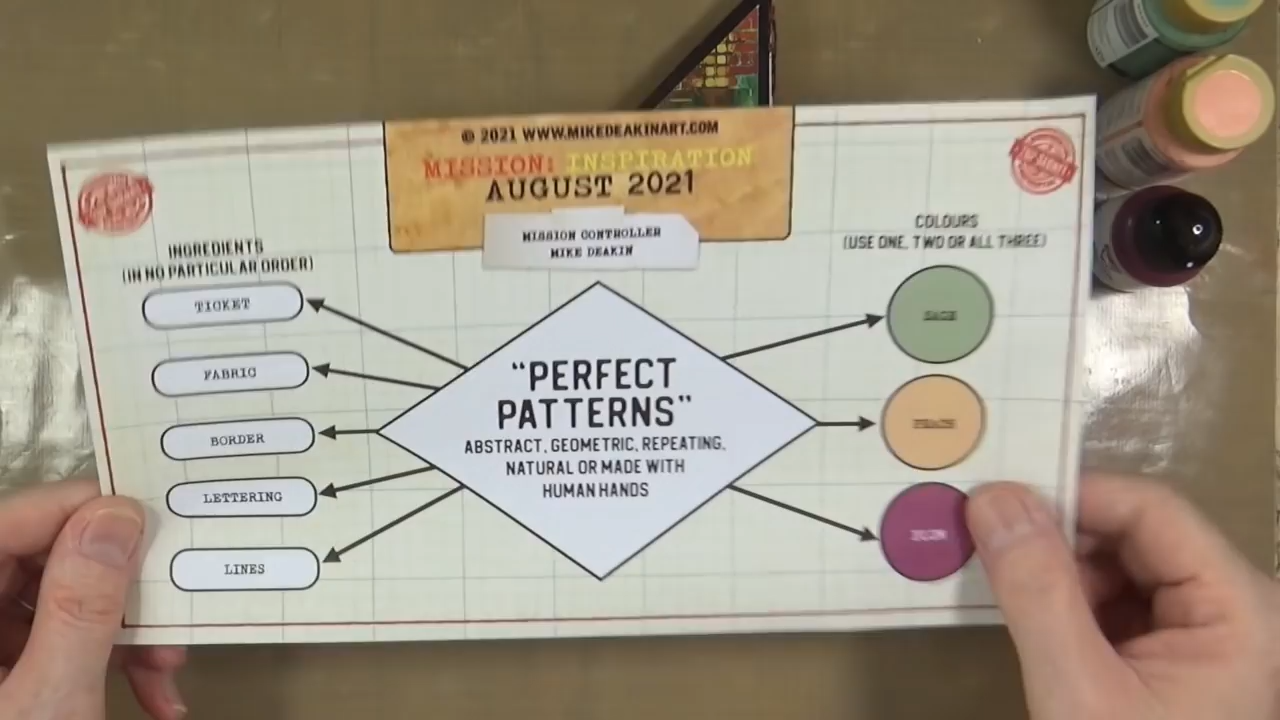 © 2021 WWW.MIKEDEAKINART.COM
MISSION: INSPIRATION
AUGUST 2021
MISSION CONTROLLER
MIKE DEAKIN
INGREDIENTS
(IN NO PARTICULAR ORDER)
TICKET
FABRIC
BORDER
LETTERING
LINES
“PERFECT
PATTERNS”
ABSTRACT, GEOMETRIC, REPEATING,
NATURAL OR MADE WITH
HUMAN HANDS
COLOURS
(USE ONE, TWO OR ALL THREE)
SAGE
PEACH